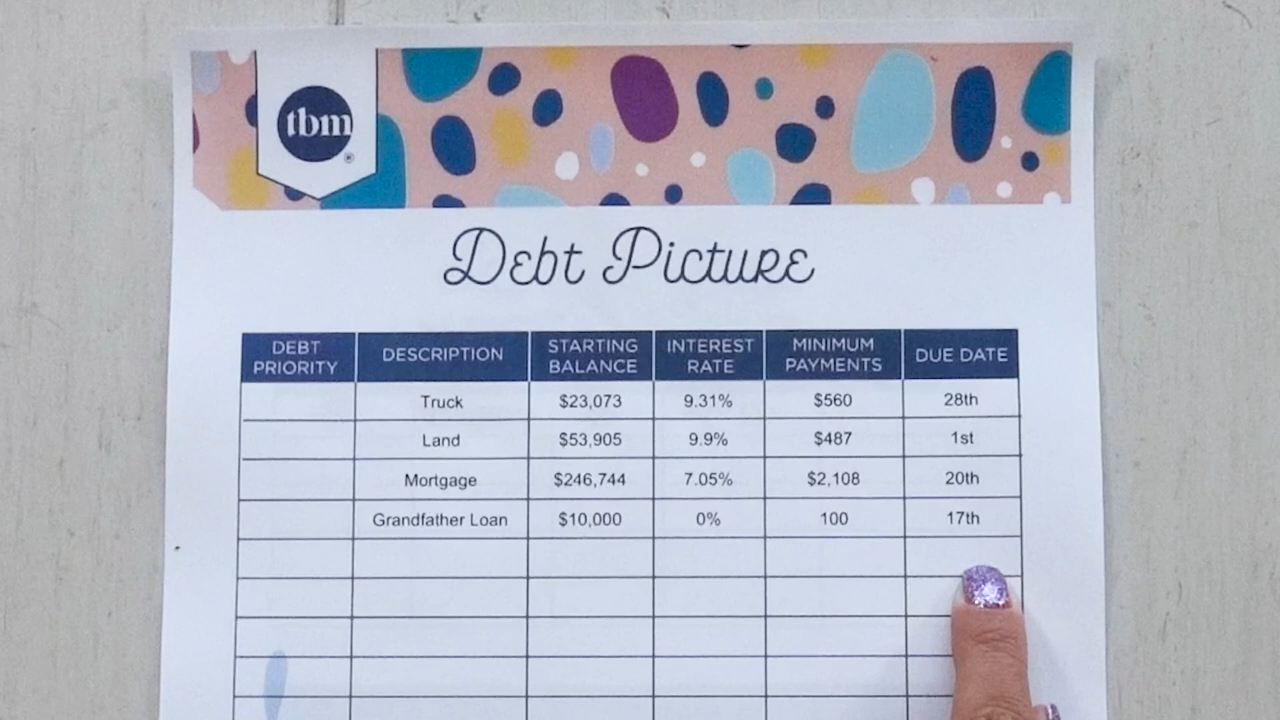 tbm
®
Debt Picture
DEBT PRIORITY DESCRIPTION STARTING BALANCE INTEREST RATE MINIMUM PAYMENTS DUE DATE
Truck $23,073 9.31% $560 28th
Land $53,905 9.9% $487 1st
Mortgage $246,744 7.05% $2,108 20th
Grandfather Loan $10,000 0% 100 17th